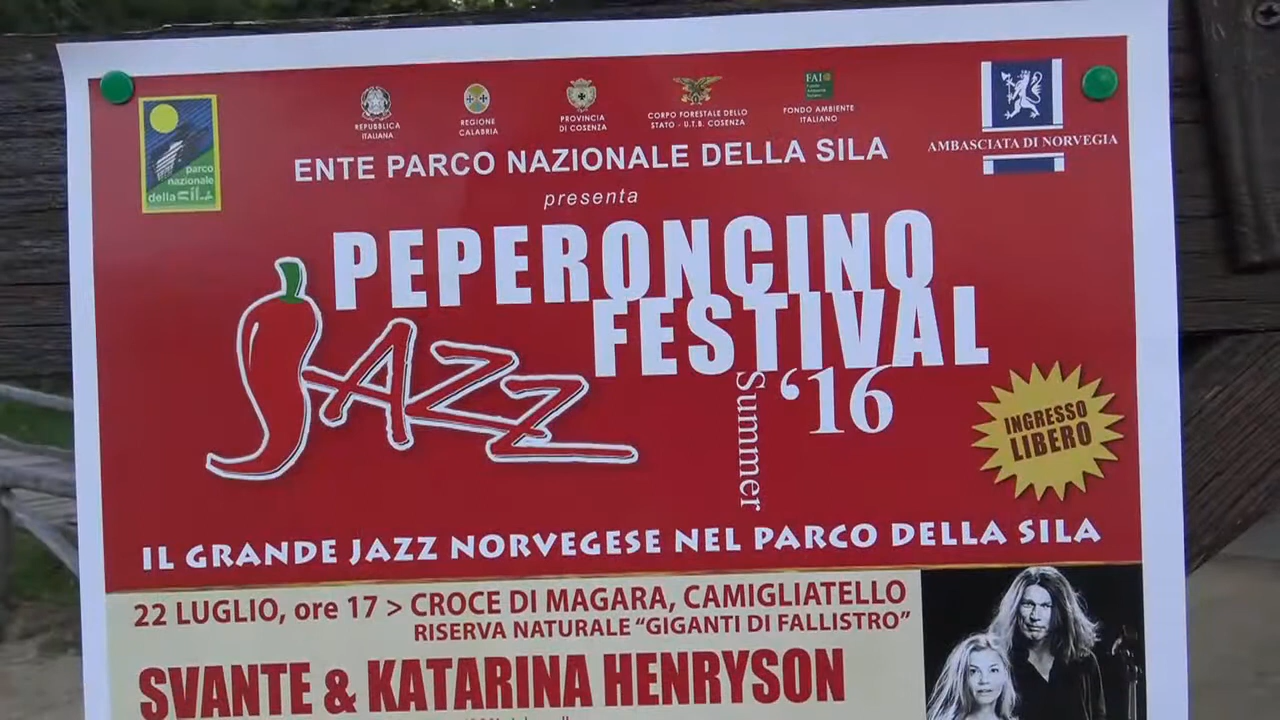 REPUBBLICA
ITALIANA
REGIONE
CALABRIA
PROVINCIA
DI COSENZA
CORPO FORESTALE DELLO
STATO - U.T.B. COSENZA
FAI
FONDO AMBIENTE
ITALIANO
AMBASCIATA DI NORVEGIA
parco
nazionale
della sila
ENTE PARCO NAZIONALE DELLA SILA
presenta
PEPERONCINO
JAZZ
FESTIVAL
Summer
‘16
INGRESSO
LIBERO
IL GRANDE JAZZ NORVEGESE NEL PARCO DELLA SILA
22 LUGLIO, ore 17 > CROCE DI MAGARA, CAMIGLIATELLO
RISERVA NATURALE “GIGANTI DI FALLISTRO”
SVANTE & KATARINA HENRYSON